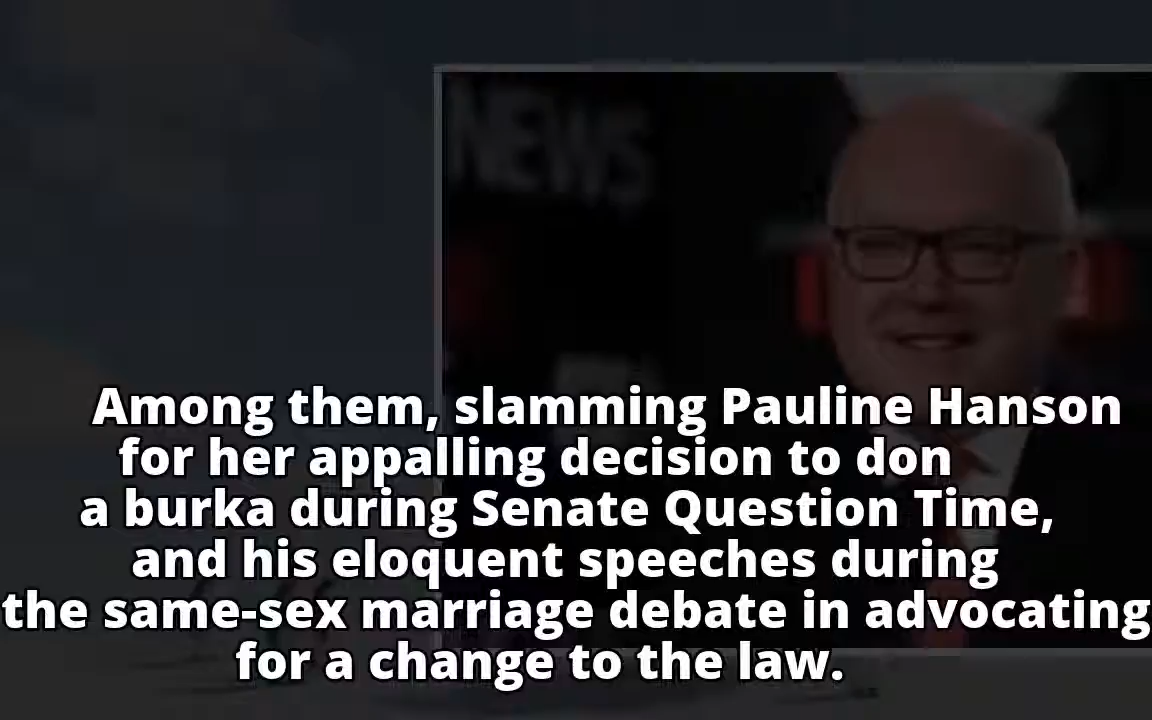 NEWS
Among them, slamming Pauline Hanson
for her appalling decision to don
a burka during Senate Question Time,
and his eloquent speeches during
the same-sex marriage debate in advocating
for a change to the law.